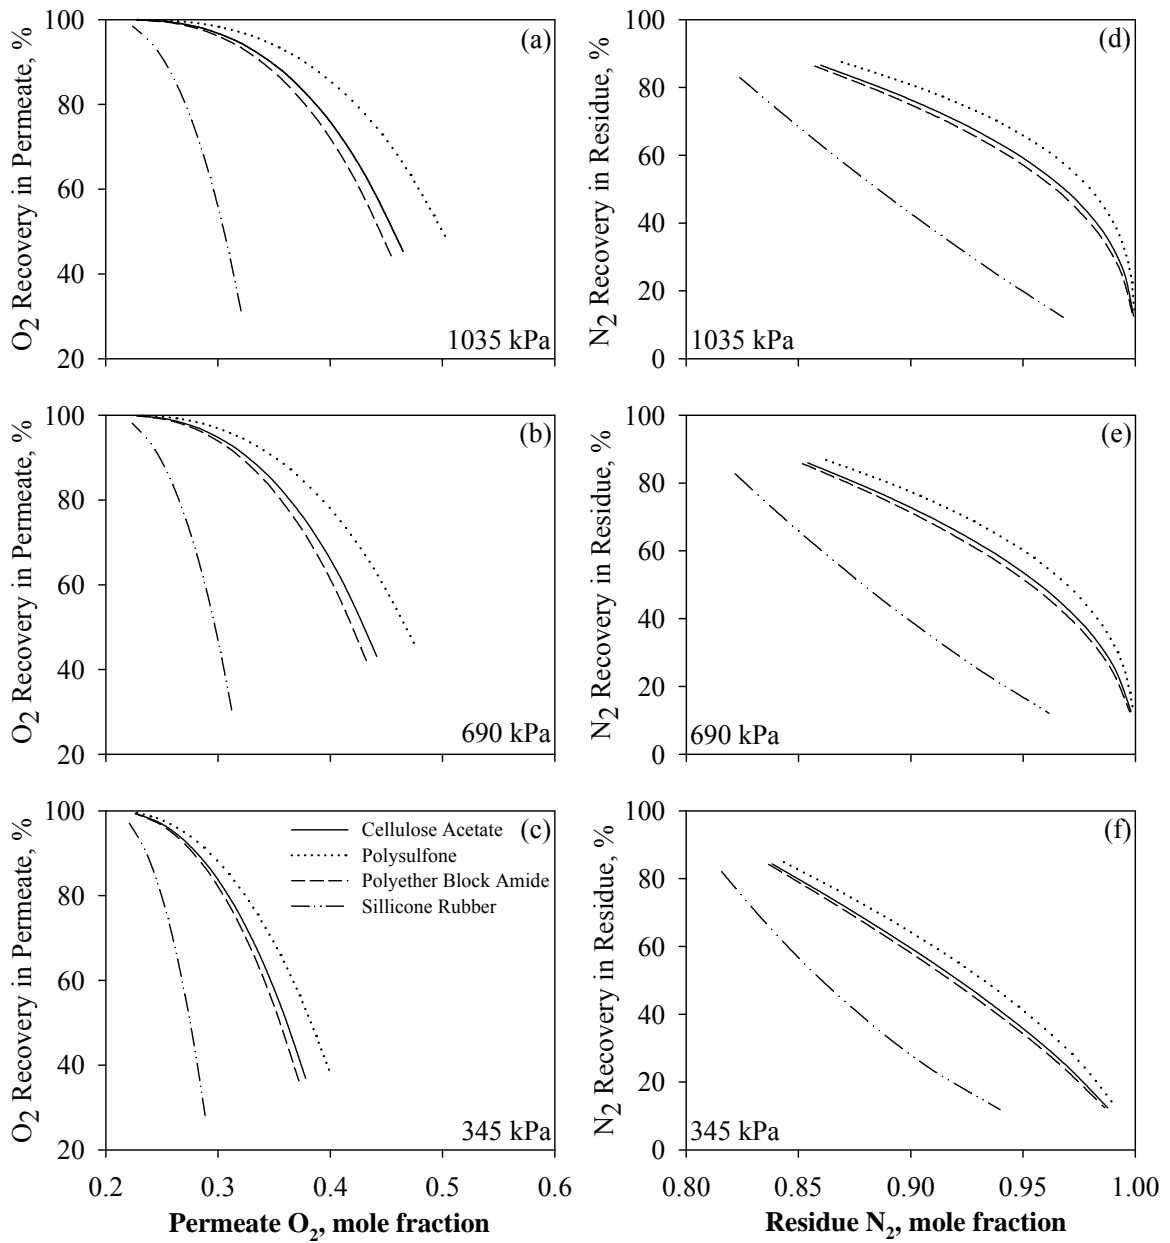 O2 Recovery in Permeate, %
100
80
60
40
20
(a)
1035 kPa
N2 Recovery in Residue, %
100
80
60
40
20
0
(d)
1035 kPa
O2 Recovery in Permeate, %
100
80
60
40
20
(b)
690 kPa
N2 Recovery in Residue, %
100
80
60
40
20
0
(e)
690 kPa
O2 Recovery in Permeate, %
100
80
60
40
20
(c)
Cellulose Acetate
Polysulfone
Polyether Block Amide
Sillicone Rubber
345 kPa
0.2 0.3 0.4 0.5 0.6
Permeate O2, mole fraction
N2 Recovery in Residue, %
100
80
60
40
20
0
(f)
345 kPa
0.80 0.85 0.90 0.95 1.00
Residue N2, mole fraction